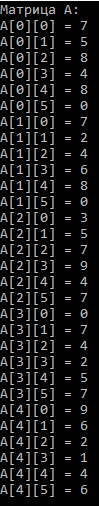 Матрица A:
A[0][0] = 7
A[0][1] = 5
A[0][2] = 8
A[0][3] = 4
A[0][4] = 8
A[0][5] = 0
A[1][0] = 7
A[1][1] = 2
A[1][2] = 4
A[1][3] = 6
A[1][4] = 8
A[1][5] = 0
A[2][0] = 3
A[2][1] = 5
A[2][2] = 7
A[2][3] = 9
A[2][4] = 4
A[2][5] = 7
A[3][0] = 0
A[3][1] = 7
A[3][2] = 4
A[3][3] = 2
A[3][4] = 5
A[3][5] = 7
A[4][0] = 9
A[4][1] = 6
A[4][2] = 2
A[4][3] = 1
A[4][4] = 4
A[4][5] = 6